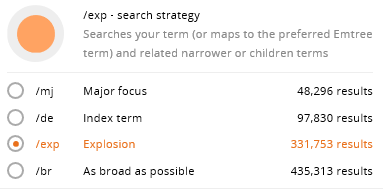 /exp - search strategy
Searches your term (or maps to the preferred Emtree
term) and related narrower or children terms
/mj Major focus 48,296 results
/de Index term 97,830 results
/exp Explosion 331,753 results
/br As broad as possible 435,313 results